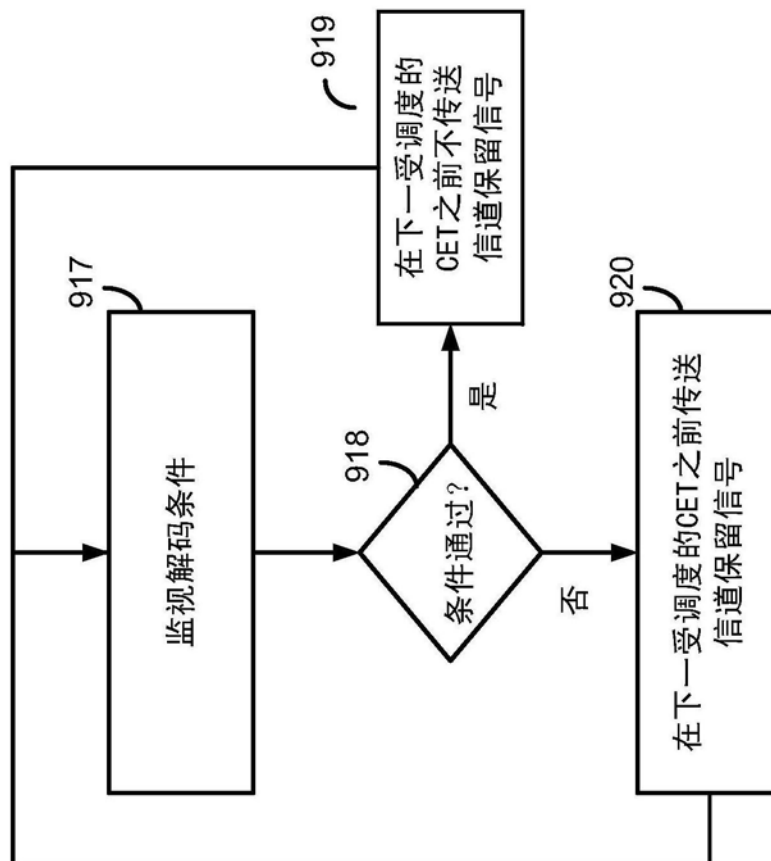 917
监视解码条件
918
条件通过?
是
否
919
在下一受调度的
CET之前不传送
信道保留信号
920
在下一受调度的CET之前传送
信道保留信号